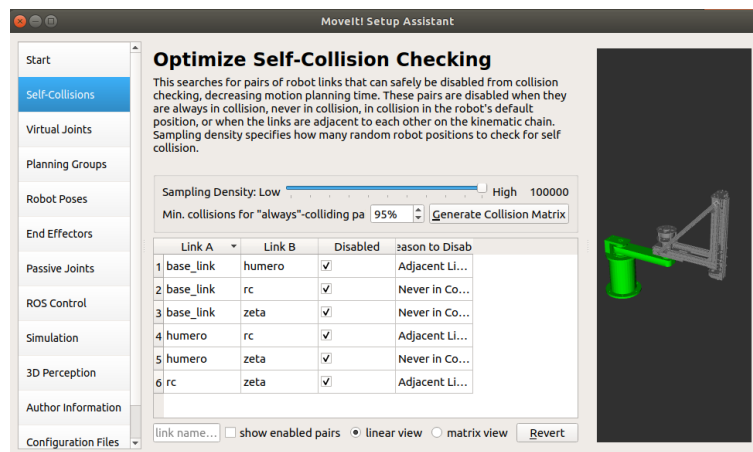 MoveIt! Setup Assistant
Start
Self-Collisions
Virtual Joints
Planning Groups
Robot Poses
End Effectors
Passive Joints
ROS Control
Simulation
3D Perception
Author Information
Configuration Files
Optimize Self-Collision Checking
This searches for pairs of robot links that can safely be disabled from collision
checking, decreasing motion planning time. These pairs are disabled when they
are always in collision, never in collision, in collision in the robot's default
position, or when the links are adjacent to each other on the kinematic chain.
Sampling density specifies how many random robot positions to check for self
collision.
Sampling Density: Low High 100000
Min. collisions for "always"-colliding pa 95% Generate Collision Matrix
Link A Link B Disabled eason to Disab
1 base_link humero Adjacent Li...
2 base_link rc Never in Co...
3 base_link zeta Never in Co...
4 humero rc Adjacent Li...
5 humero zeta Never in Co...
6 rc zeta Adjacent Li...
link name... show enabled pairs linear view matrix view Revert